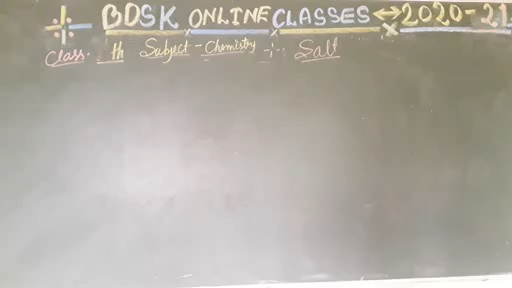 BDSK ONLINE CLASSES ↔ 2020-21
Class. th Subject - Chemistry -:- Salt